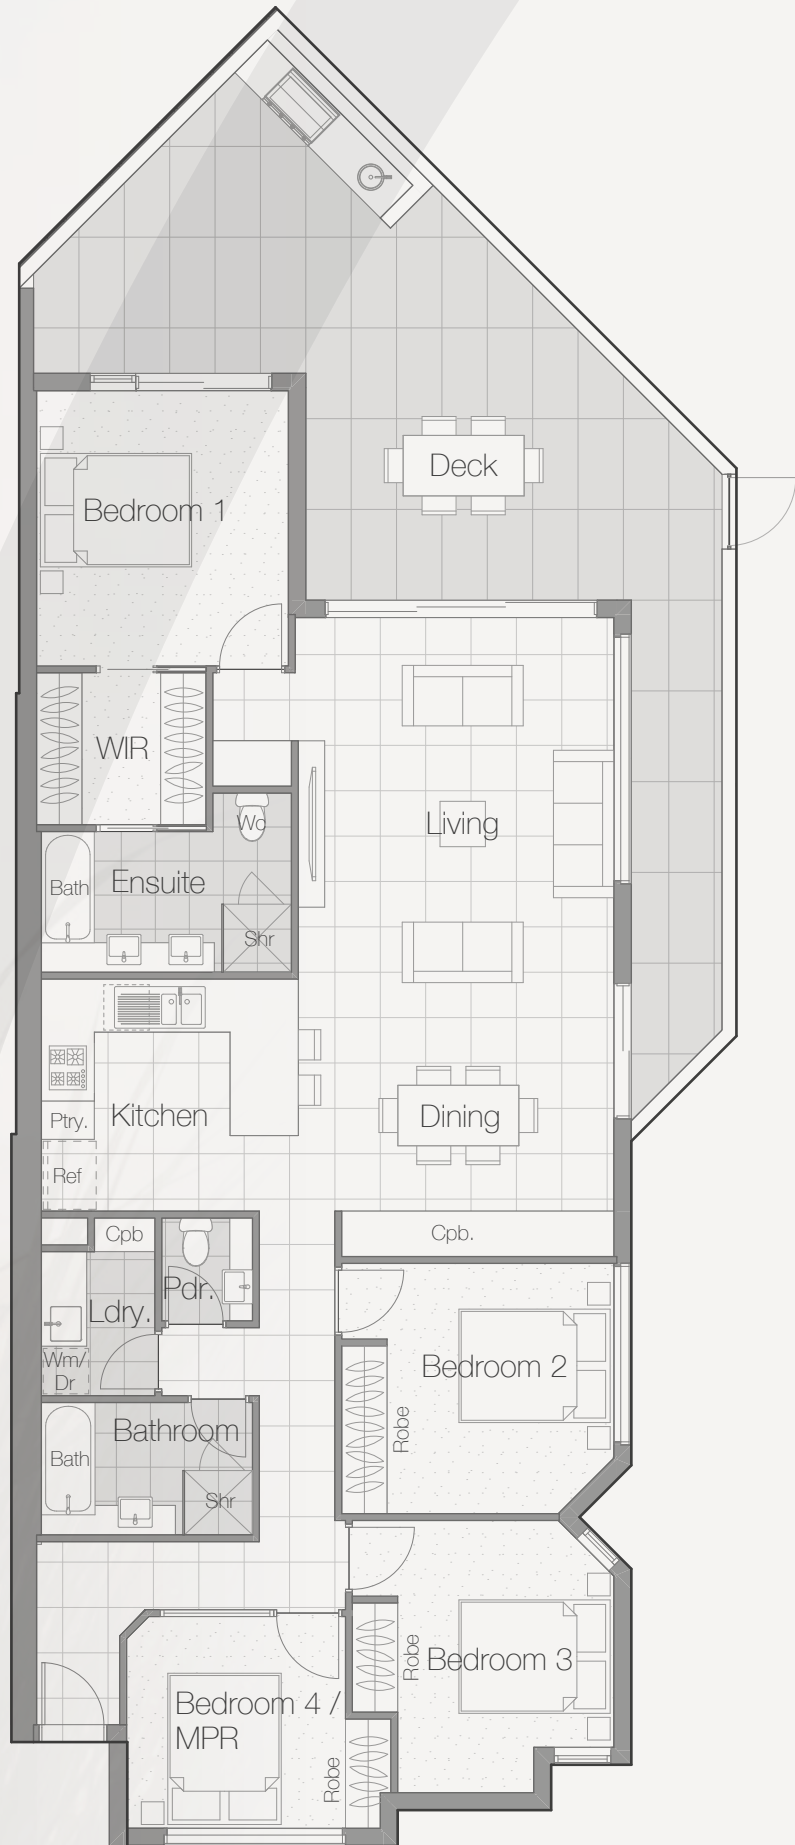 Deck
Bedroom 1
WIR
Wc
Living
Bath
Ensuite
Shr
Kitchen
Dining
Ptry.
Ref
Cpb
Cpb.
Pdr.
Ldry.
Wm/
Dr
Bedroom 2
Robe
Bathroom
Bath
Shr
Robe
Bedroom 3
Bedroom 4 /
MPR
Robe